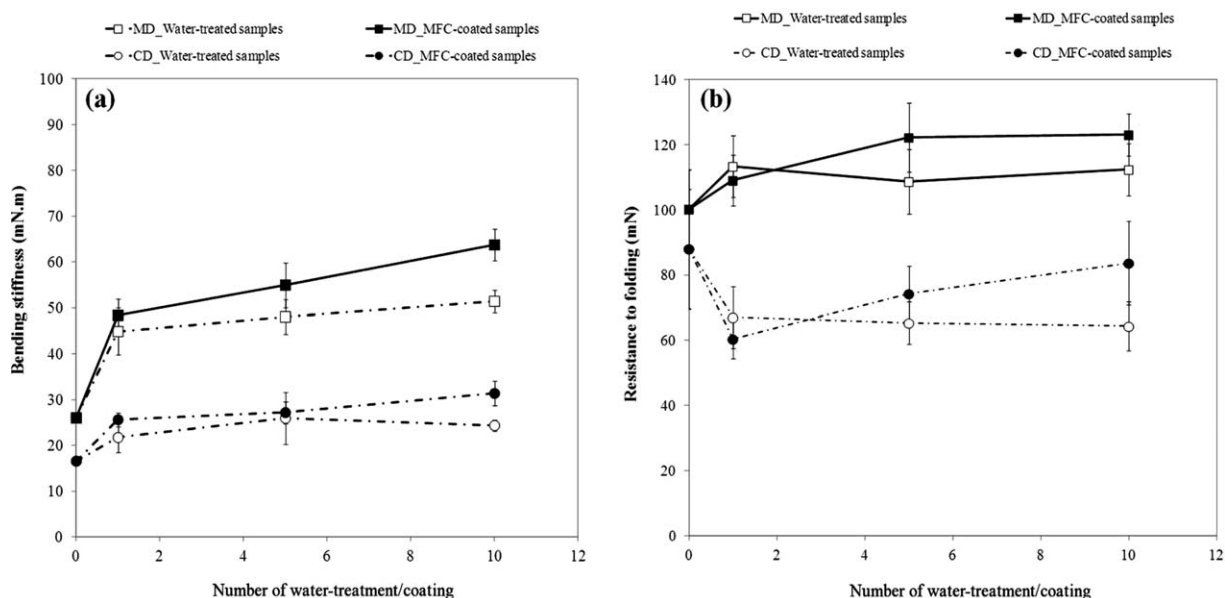 MD_Water-treated samples
MD_MFC-coated samples
CD_Water-treated samples
CD_MFC-coated samples
(a)
Bending stiffness (mN.m)
100
90
80
70
60
50
40
30
20
10
0
0 2 4 6 8 10 12
Number of water-treatment/coating
MD_Water-treated samples
MD_MFC-coated samples
CD_Water-treated samples
CD_MFC-coated samples
(b)
Resistance to folding (mN)
140
120
100
80
60
40
20
0
0 2 4 6 8 10 12
Number of water-treatment/coating